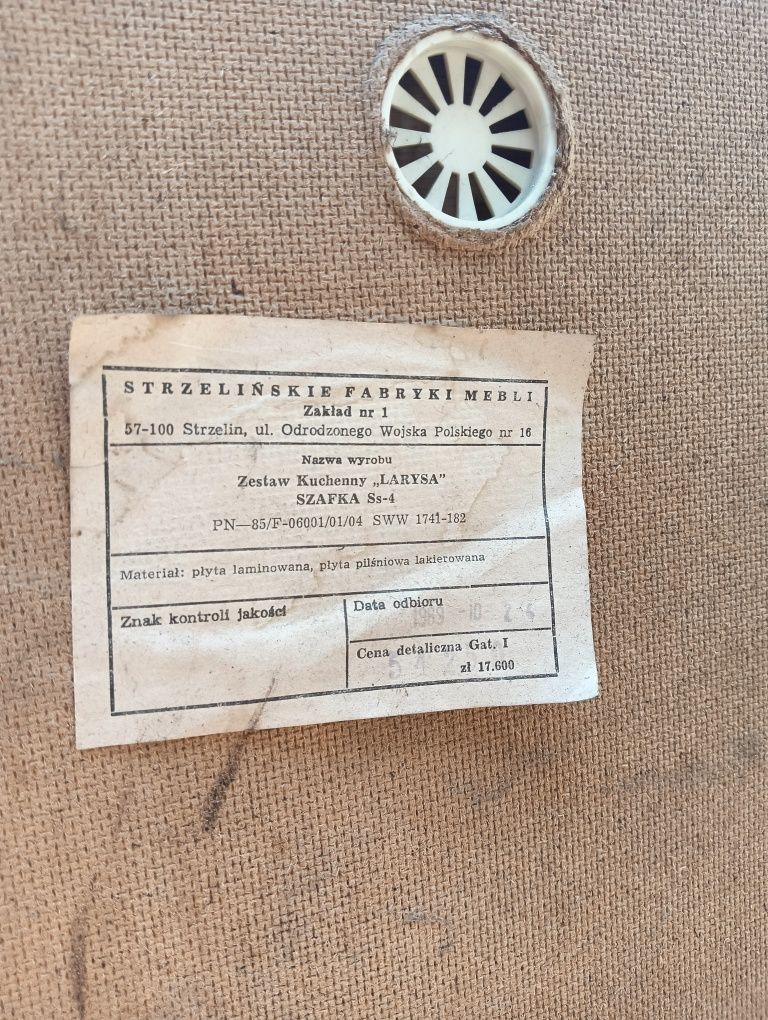 STRZELIŃSKIE FABRYKI MEBLI
Zakład nr 1
57-100 Strzelin, ul. Odrodzonego Wojska Polskiego nr 16
Nazwa wyrobu
Zestaw Kuchenny „LARYSA”
SZAFKA Ss-4
PN—85/F-06001/01/04 SWW 1741-182
Materiał: płyta laminowana, płyta pilśniowa lakierowana
Znak kontroli jakości
Data odbioru
1989 -10
Cena detaliczna Gat. I
zł 17.600